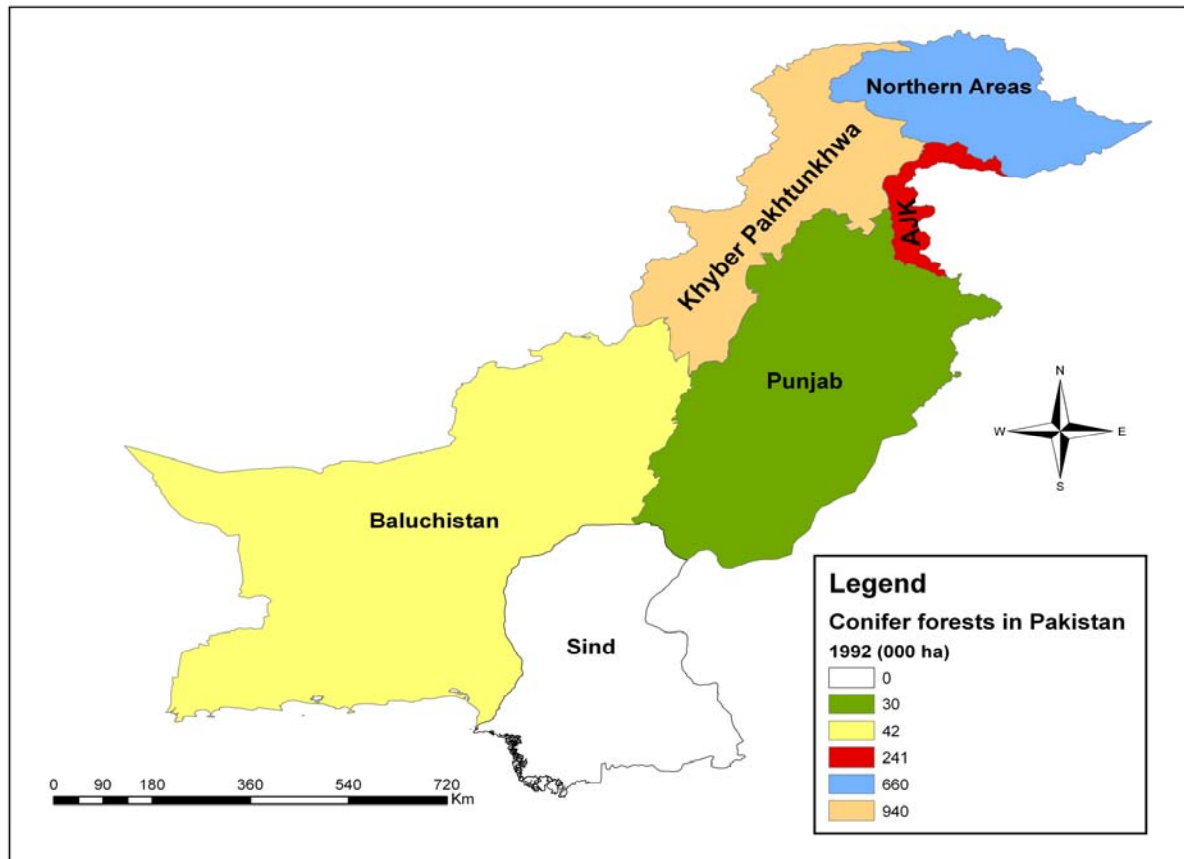 Northern Areas
Khyber Pakhtunkhwa
AJK
Punjab
Baluchistan
Sind
N
W
E
S
Legend
Conifer forests in Pakistan
1992 (000 ha)
0
30
42
241
660
940
0 90 180 360 540 720
Km